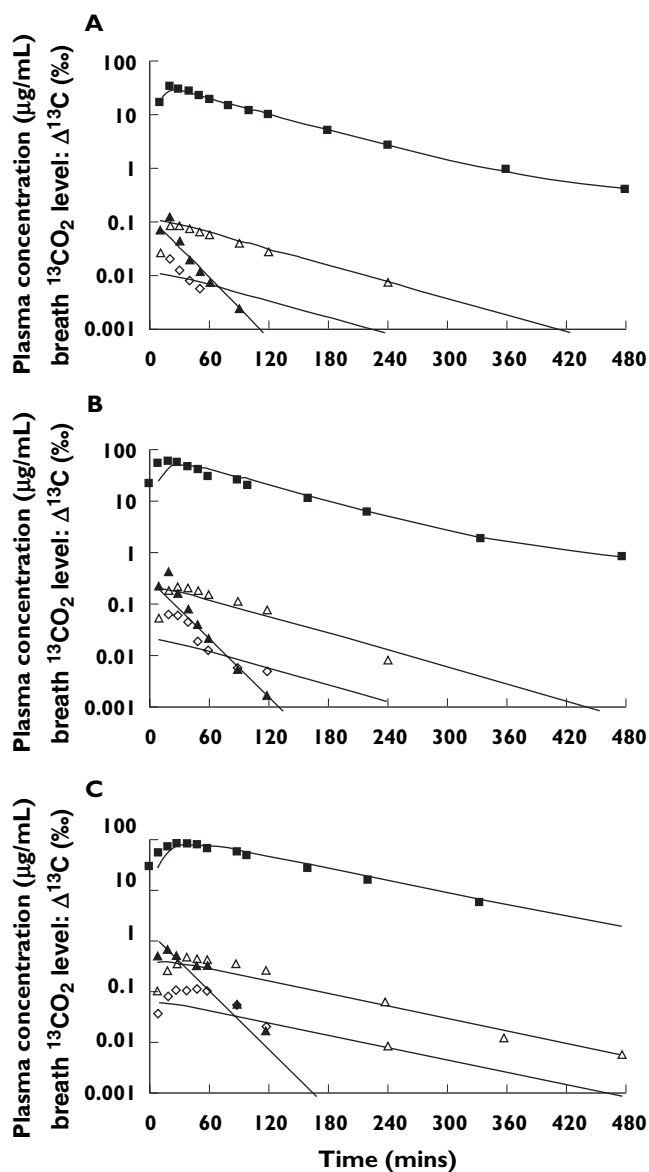 A
Plasma concentration (µg/mL)
breath ¹³CO₂ level: Δ¹³C (‰)
100
10
1
0.1
0.01
0.001
0 60 120 180 240 300 360 420 480
B
Plasma concentration (µg/mL)
breath ¹³CO₂ level: Δ¹³C (‰)
100
10
1
0.1
0.01
0.001
0 60 120 180 240 300 360 420 480
C
Plasma concentration (µg/mL)
breath ¹³CO₂ level: Δ¹³C (‰)
100
10
1
0.1
0.01
0.001
0 60 120 180 240 300 360 420 480
Time (mins)